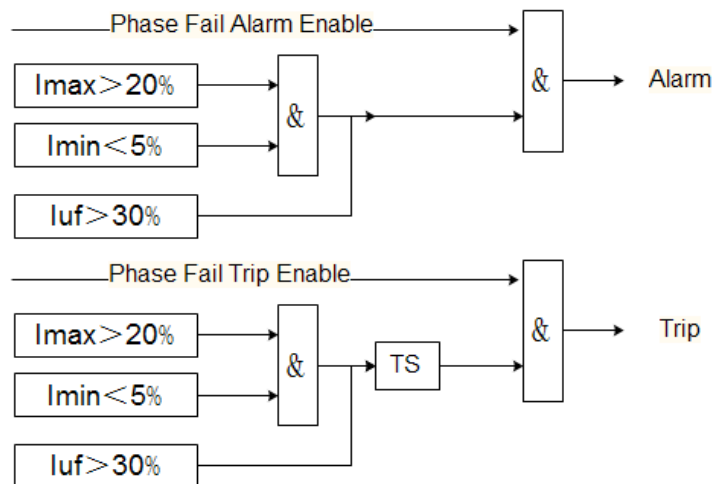 Phase Fail Alarm Enable
Imax＞20%
&
&
Alarm
Imin＜5%
Iuf＞30%
Phase Fail Trip Enable
Imax＞20%
&
&
Trip
TS
Imin＜5%
Iuf＞30%